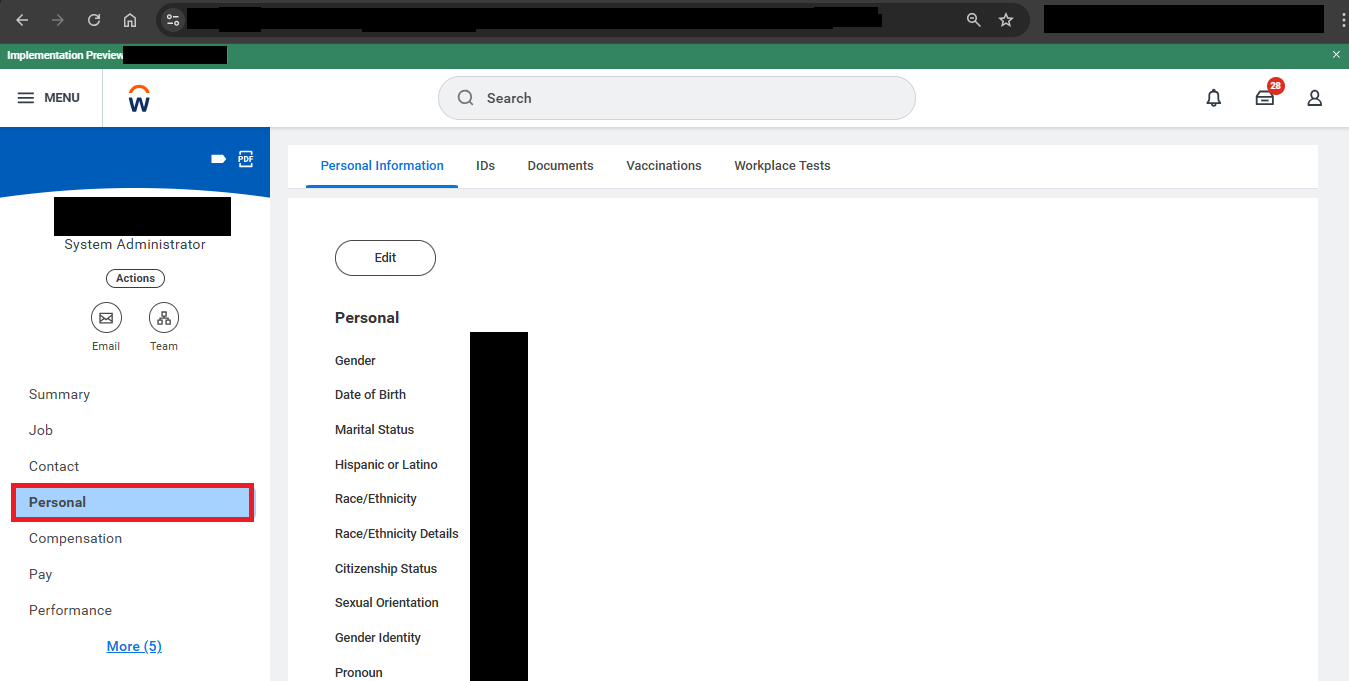 Implementation Preview
MENU
W
Search
28
PDF
System Administrator
Actions
Email
Team
Summary
Job
Contact
Personal
Compensation
Pay
Performance
More (5)
Personal Information
IDs
Documents
Vaccinations
Workplace Tests
Edit
Personal
Gender
Date of Birth
Marital Status
Hispanic or Latino
Race/Ethnicity
Race/Ethnicity Details
Citizenship Status
Sexual Orientation
Gender Identity
Pronoun